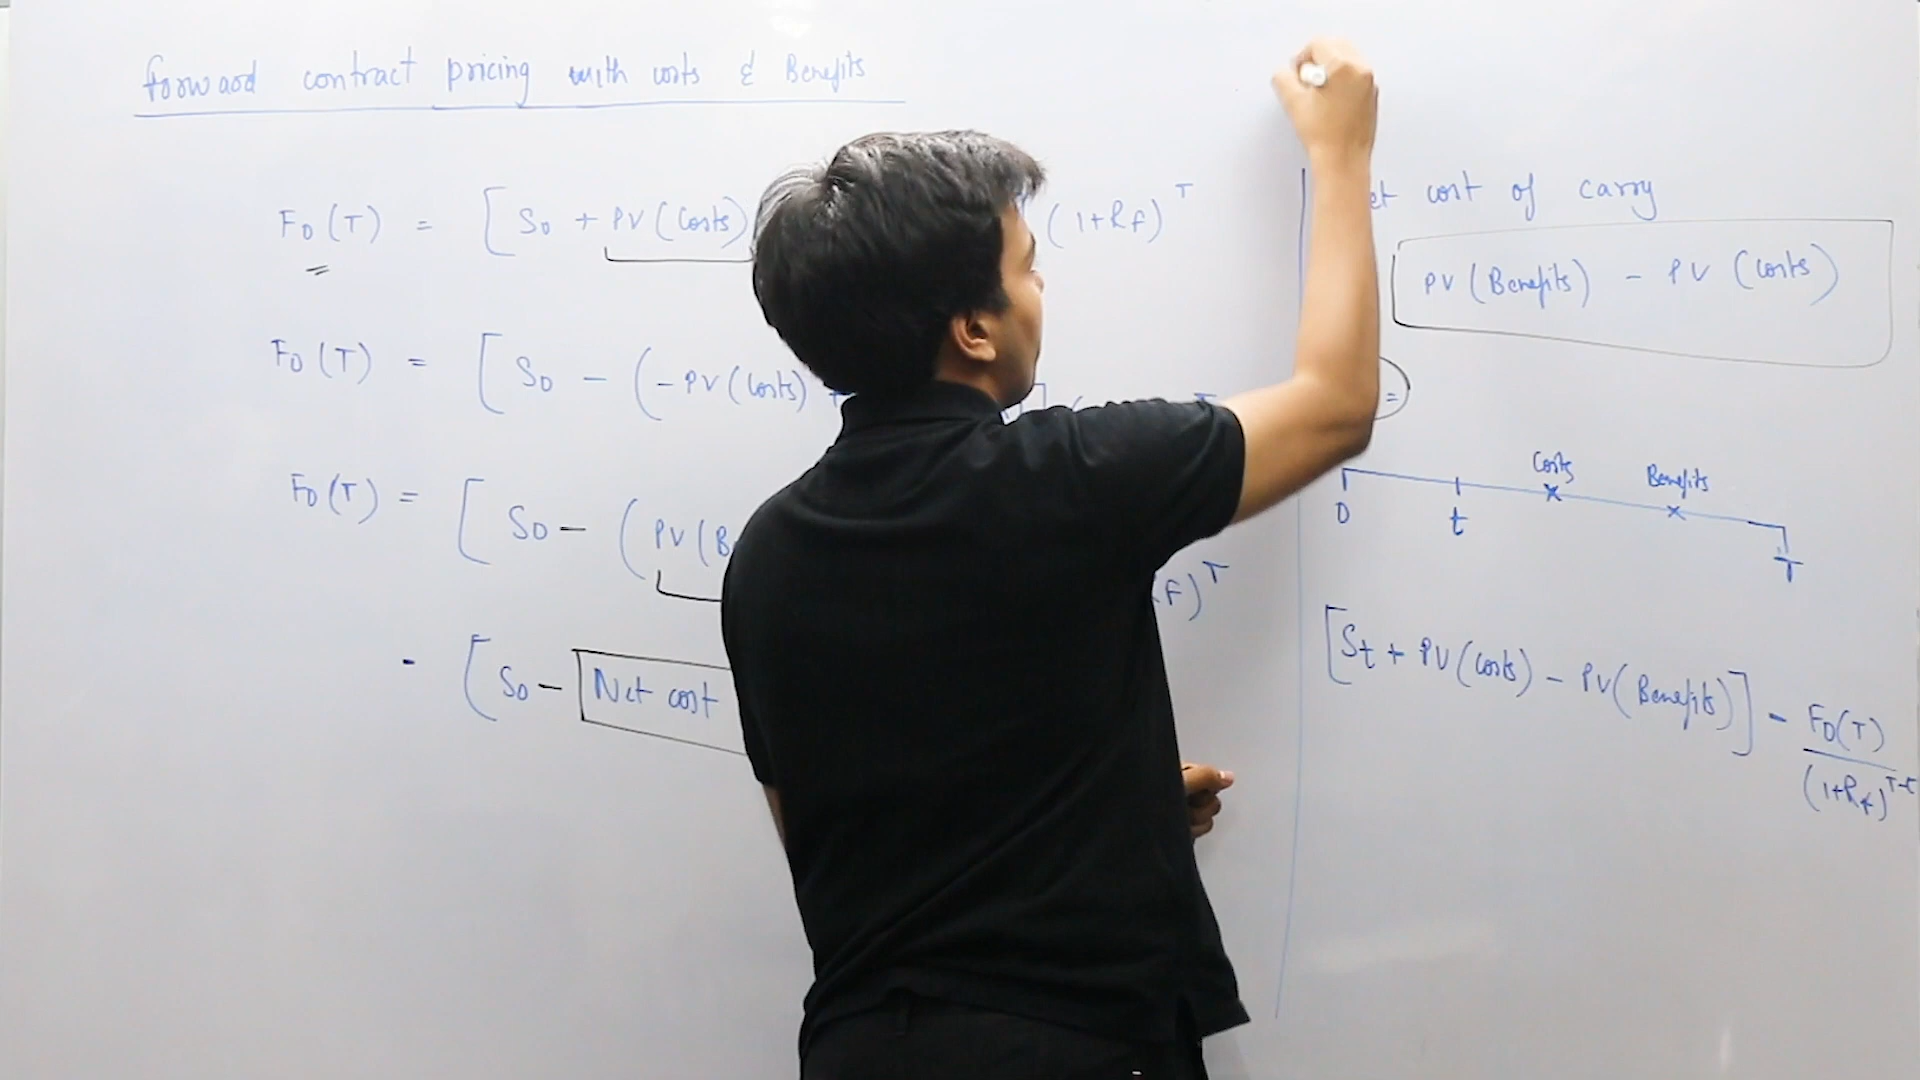 forward contract pricing with costs & Benefits
F0 (T) = [ S0 + PV (Costs) (1+Rf)^T
F0 (T) = [ S0 - (-PV (Costs) +
F0 (T) = [ S0 - ( PV (B f)^T
[ S0 - Net cost
et cost of carry
PV (Benefits) - PV (Costs)
=
Costs Benefits
0 t T
[St + PV (Costs) - PV (Benefits)] - F0(T)
(1+Rf)^T-t